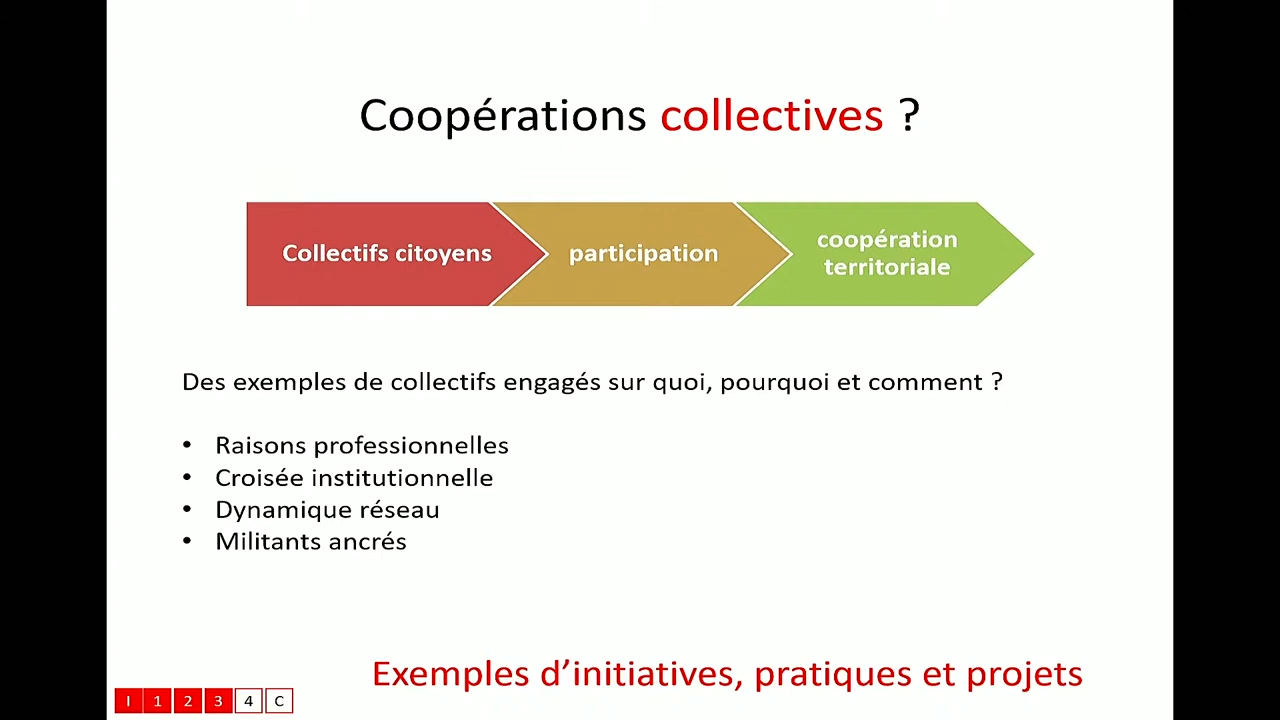 Coopérations collectives ?
Collectifs citoyens
participation
coopération
territoriale
Des exemples de collectifs engagés sur quoi, pourquoi et comment ?
• Raisons professionnelles
• Croisée institutionnelle
• Dynamique réseau
• Militants ancrés
Exemples d’initiatives, pratiques et projets
I 1 2 3 4 C